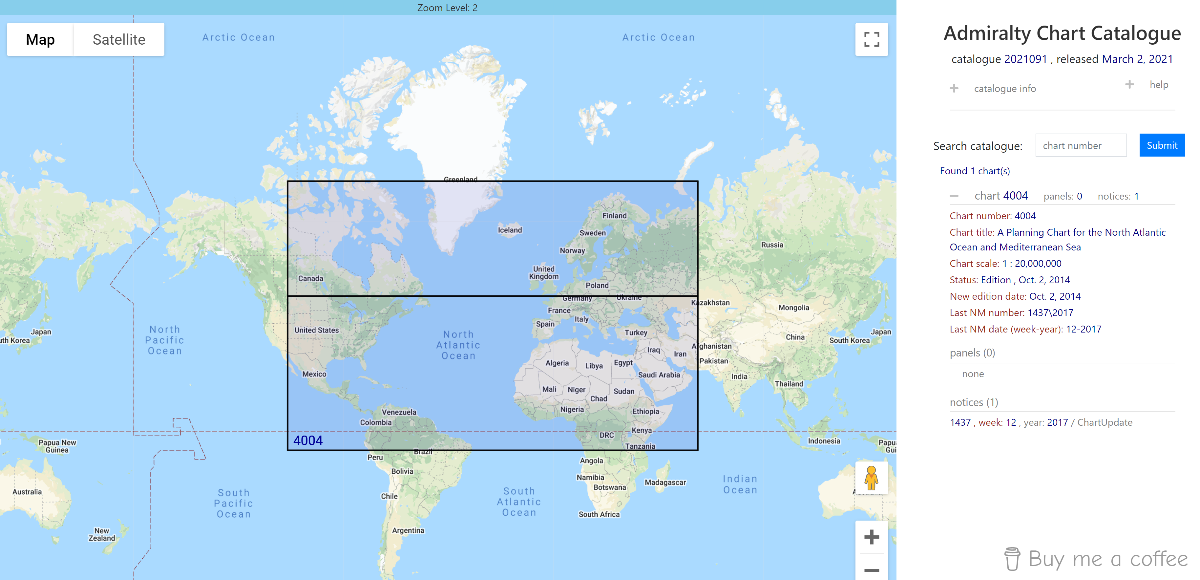 Zoom Level: 2
Map
Satellite
Arctic Ocean
Arctic Ocean
Greenland
Iceland
Finland
Sweden
Norway
Russia
Canada
United
Kingdom
Poland
Germany
Ukraine
Kazakhstan
France
Mongolia
Italy
Spain
United States
Turkey
Japan
Japan
North
Pacific
Ocean
North
Atlantic
Ocean
China
South Korea
uth Korea
Afghanistan
Iraq
Iran
Pakistan
Algeria
Libya
Egypt
Saudi Arabia
Mexico
India
Thailand
Mali
Niger
Chad
Sudan
Nigeria
Ethiopia
Venezuela
Colombia
DRC
Kenya
Tanzania
4004
Brazil
Papua New
Guinea
Indonesia
Papua New
Guinea
Peru
Bolivia
Angola
Namibia
Botswana
Madagascar
Indian
Ocean
Australia
A
South
Pacific
Ocean
South
Atlantic
Ocean
Chile
South Africa
Argentina
New
Zealand
Admiralty Chart Catalogue
catalogue 2021091 , released March 2, 2021
+ catalogue info
+ help
Search catalogue: chart number Submit
Found 1 chart(s)
− chart 4004 panels: 0 notices: 1
Chart number: 4004
Chart title: A Planning Chart for the North Atlantic
Ocean and Mediterranean Sea
Chart scale: 1 : 20,000,000
Status: Edition , Oct. 2, 2014
New edition date: Oct. 2, 2014
Last NM number: 1437\2017
Last NM date (week-year): 12-2017
panels (0)
none
notices (1)
1437 , week: 12 , year: 2017 / ChartUpdate
Buy me a coffee